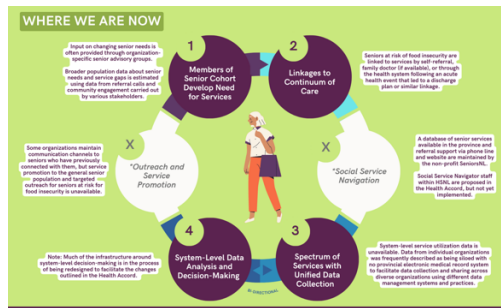 WHERE WE ARE NOW
Input on changing senior needs is
often provided through organization-
specific senior advisory groups.
Broader population data about senior
needs and service gaps is estimated
using data from referral calls and
community engagement carried out
by various stakeholders.
1
Members of
Senior Cohort
Develop Need
for Services
2
Linkages to
Continuum of
Care
Seniors at risk of food insecurity are
linked to services by self-referral,
family doctor (if available), or through
the health system following an acute
health event that led to a discharge
plan or similar linkage.
Some organizations maintain
communication channels to
seniors who have previously
connected with them, but service
promotion to the general senior
population and targeted
outreach for seniors at risk for
food insecurity is unavailable.
X
*Outreach and
Service
Promotion
X
*Social Service
Navigation
A database of senior services
available in the province and
referral support via phone line
and website are maintained by
the non-profit SeniorsNL.
Social Service Navigator staff
within HSNL are proposed in
the Health Accord, but not yet
implemented.
Note: Much of the infrastructure around
system-level decision-making is in the process
of being redesigned to facilitate the changes
outlined in the Health Accord.
4
System-Level Data
Analysis and
Decision-Making
BI-DIRECTIONAL
3
Spectrum of
Services with
Unified Data
Collection
System-level service utilization data is
unavailable. Data from individual organizations
was frequently described as being siloed with
no provincial electronic medical record system
to facilitate data collection and sharing across
diverse organizations using different data
management systems and practices.